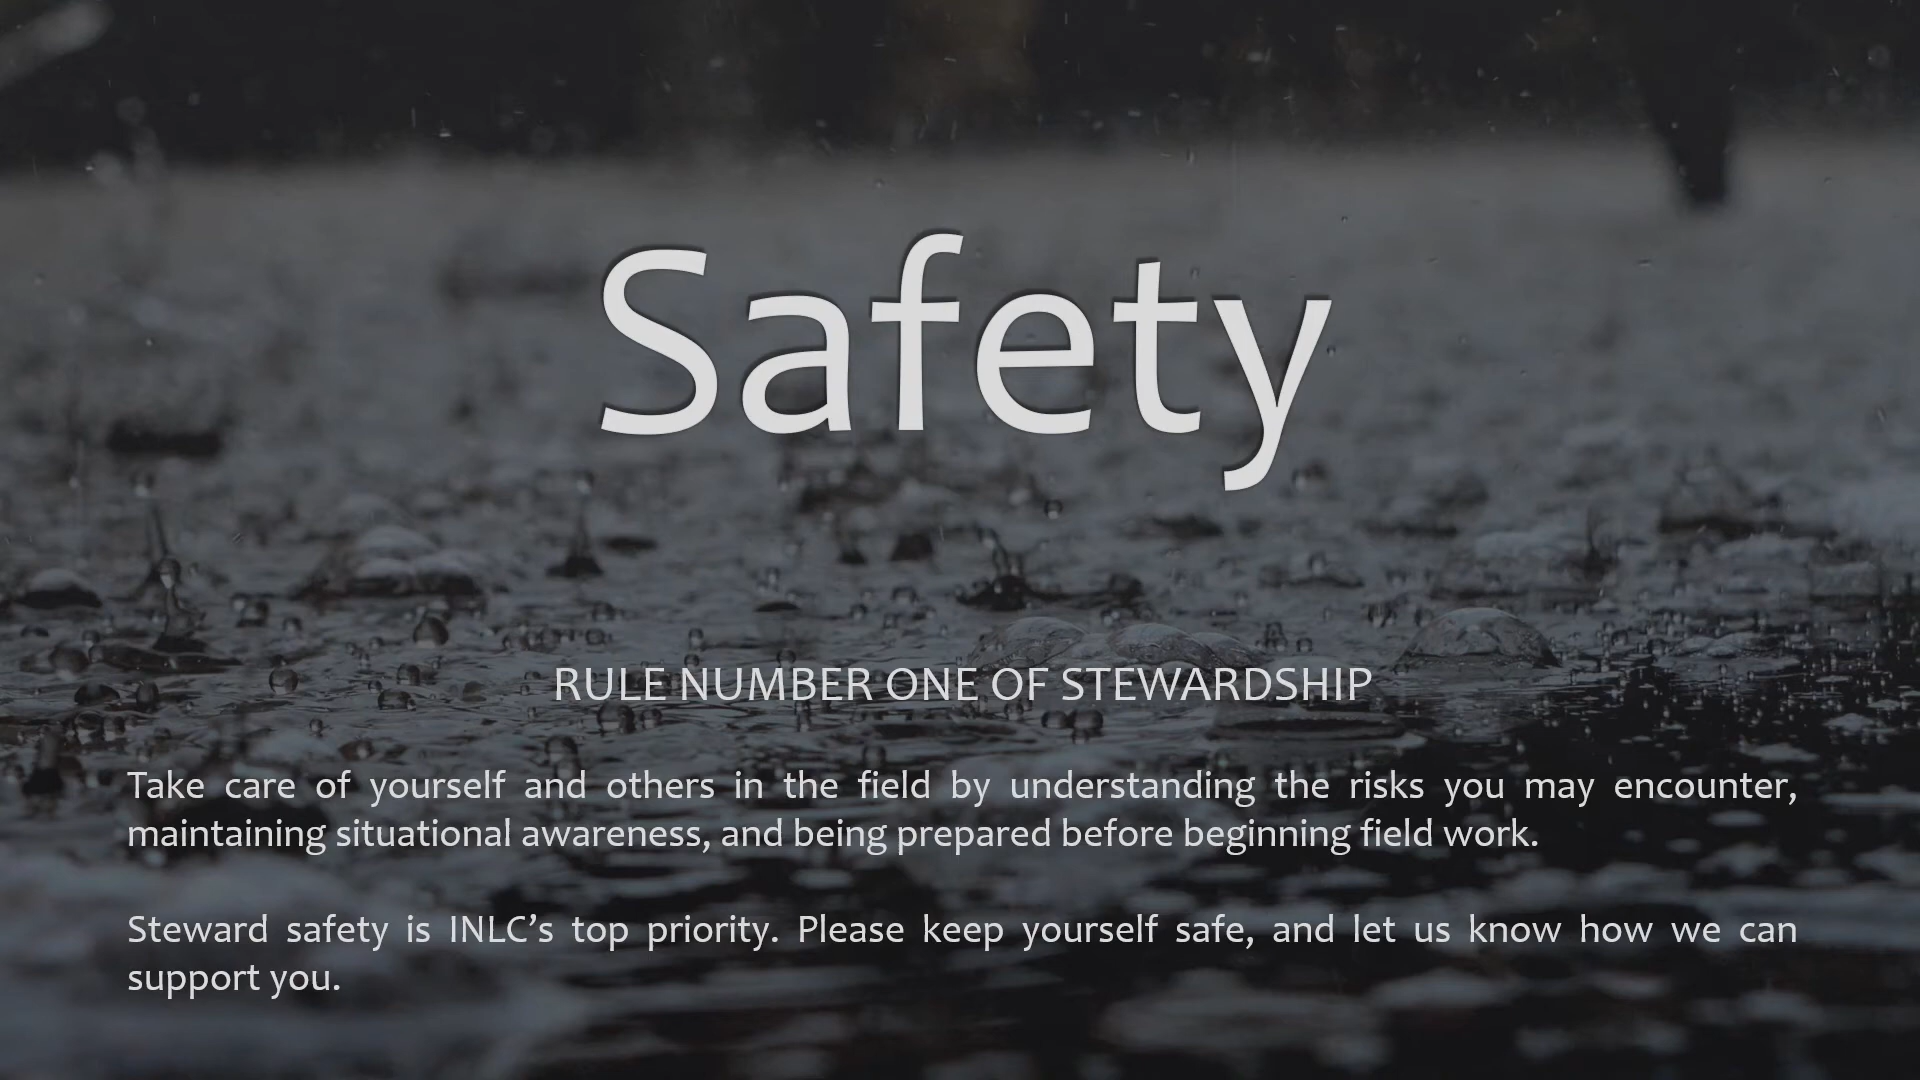 Safety
RULE NUMBER ONE OF STEWARDSHIP
Take care of yourself and others in the field by understanding the risks you may encounter,
maintaining situational awareness, and being prepared before beginning field work.
Steward safety is INLC’s top priority. Please keep yourself safe, and let us know how we can
support you.